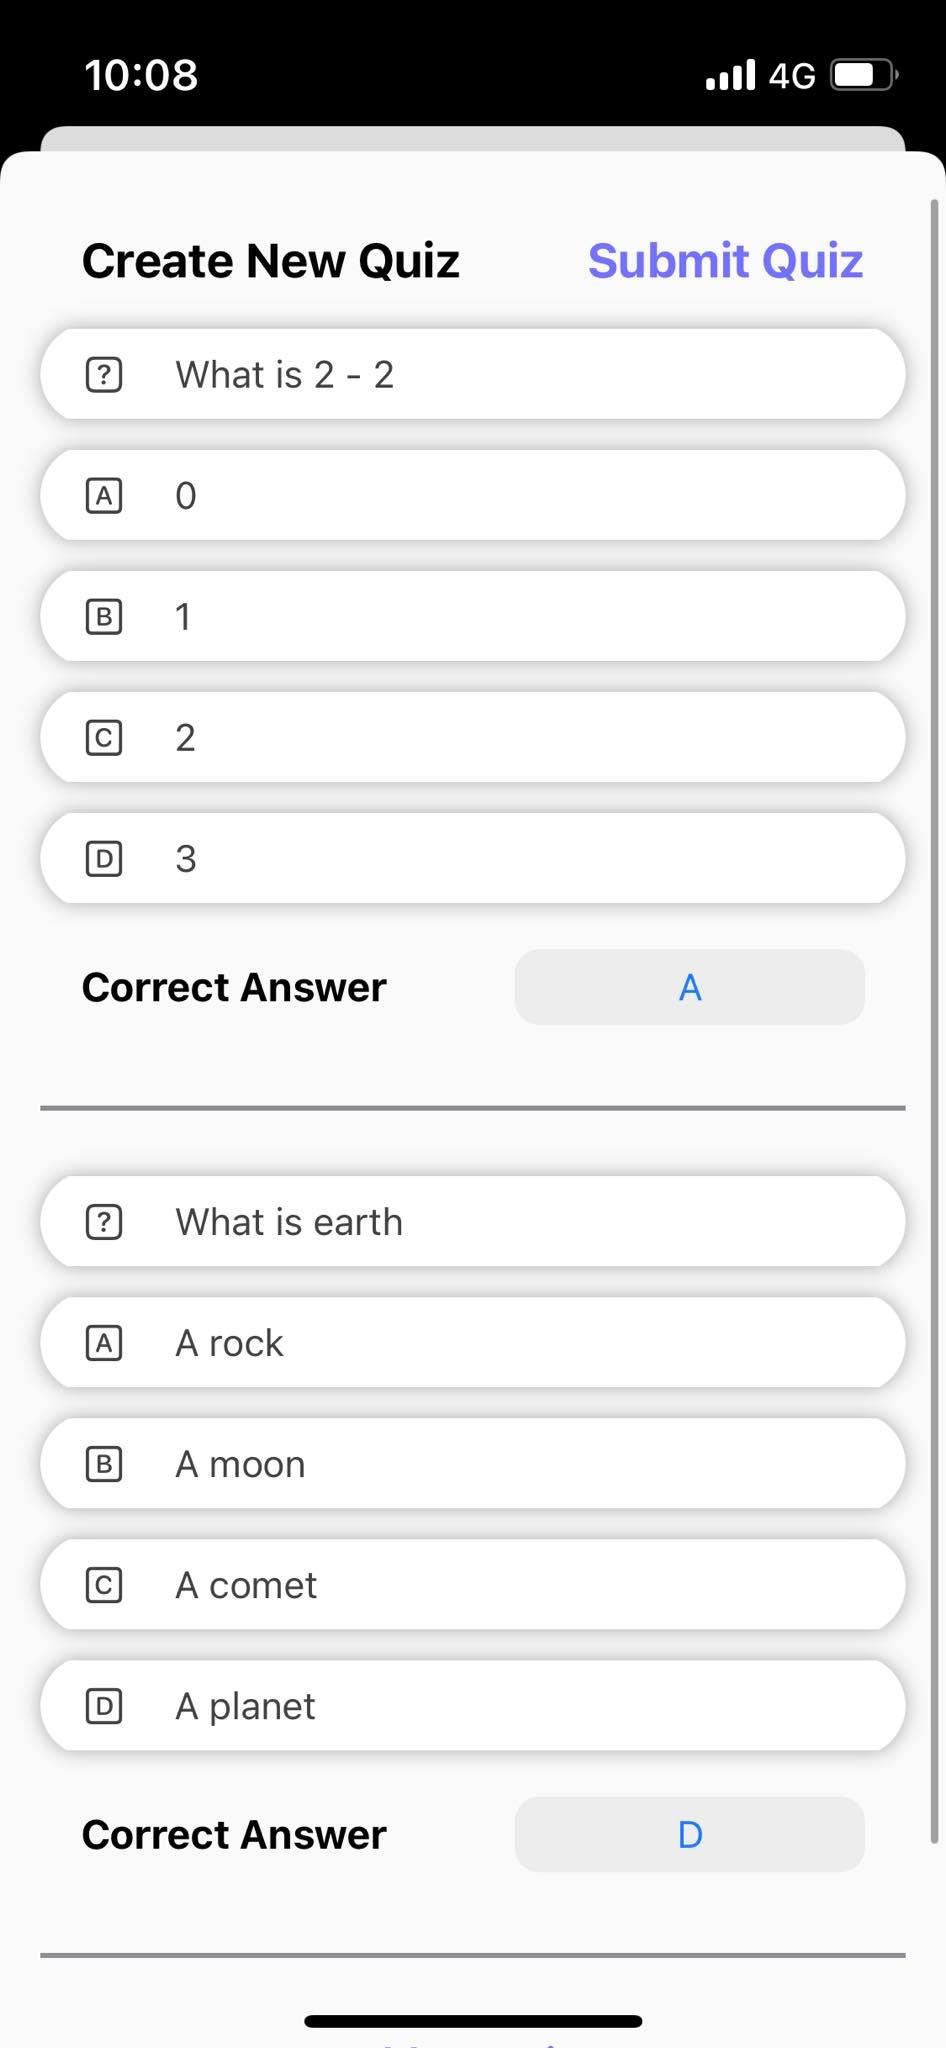 10:08 4G
Create New Quiz Submit Quiz
? What is 2 - 2
A 0
B 1
C 2
D 3
Correct Answer A
? What is earth
A A rock
B A moon
C A comet
D A planet
Correct Answer D